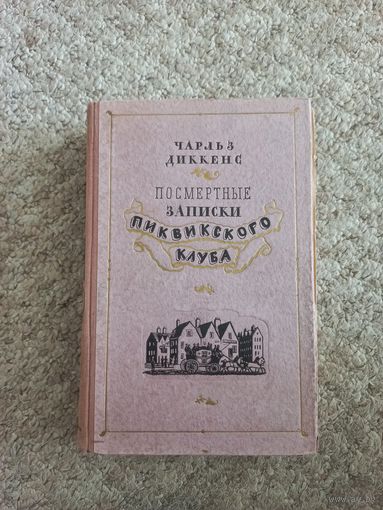 ЧАРЛЬЗ
ДИККЕНС
ПОСМЕРТНЫЕ
ЗАПИСКИ
ПИКВИКСКОГО
КЛУБА